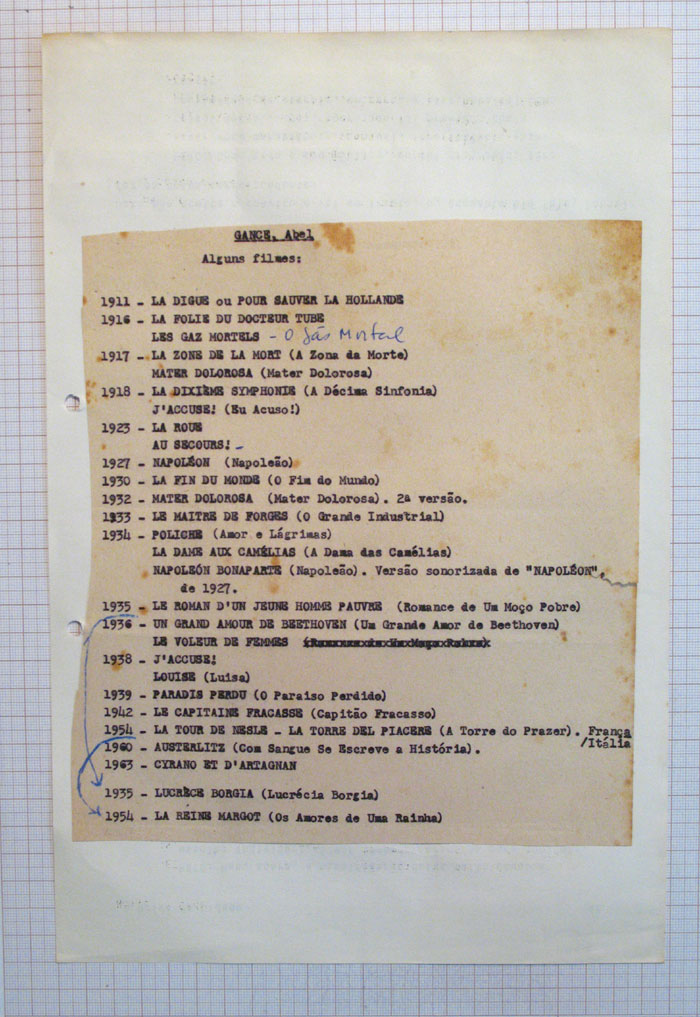 GANCE, Abel
Alguns filmes:
1911 - LA DIGUE ou POUR SAUVER LA HOLLANDE
1916 - LA FOLIE DU DOCTEUR TUBE
LES GAZ MORTELS - O Gás Mortal
1917 - LA ZONE DE LA MORT (A Zona da Morte)
MATER DOLOROSA (Mater Dolorosa)
1918 - LA DIXIÈME SYMPHONIE (A Décima Sinfonia)
J'ACCUSE! (Eu Acuso!)
1923 - LA ROUE
AU SECOURS! -
1927 - NAPOLÉON (Napoleão)
1930 - LA FIN DU MONDE (O Fim do Mundo)
1932 - MATER DOLOROSA (Mater Dolorosa). 2ª versão.
1933 - LE MAITRE DE FORGES (O Grande Industrial)
1934 - POLICHE (Amor e Lágrimas)
LA DAME AUX CAMÉLIAS (A Dama das Camélias)
NAPOLEÓN BONAPARTE (Napoleão). Versão sonorizada de "NAPOLÉON",
de 1927.
1935 - LE ROMAN D'UN JEUNE HOMME PAUVRE (Romance de Um Moço Pobre)
1936 - UN GRAND AMOUR DE BEETHOVEN (Um Grande Amor de Beethoven)
LE VOLEUR DE FEMMES
1938 - J'ACCUSE!
LOUISE (Luisa)
1939 - PARADIS PERDU (O Paraiso Perdido)
1942 - LE CAPITAINE FRACASSE (Capitão Fracasso)
1954 - LA TOUR DE NESLE - LA TORRE DEL PIACERE (A Torre do Prazer). França
/Itália
1960 - AUSTERLITZ (Com Sangue Se Escreve a História).
1963 - CYRANO ET D'ARTAGNAN
1935 - LUCRÈCE BORGIA (Lucrécia Borgia)
1954 - LA REINE MARGOT (Os Amores de Uma Rainha)